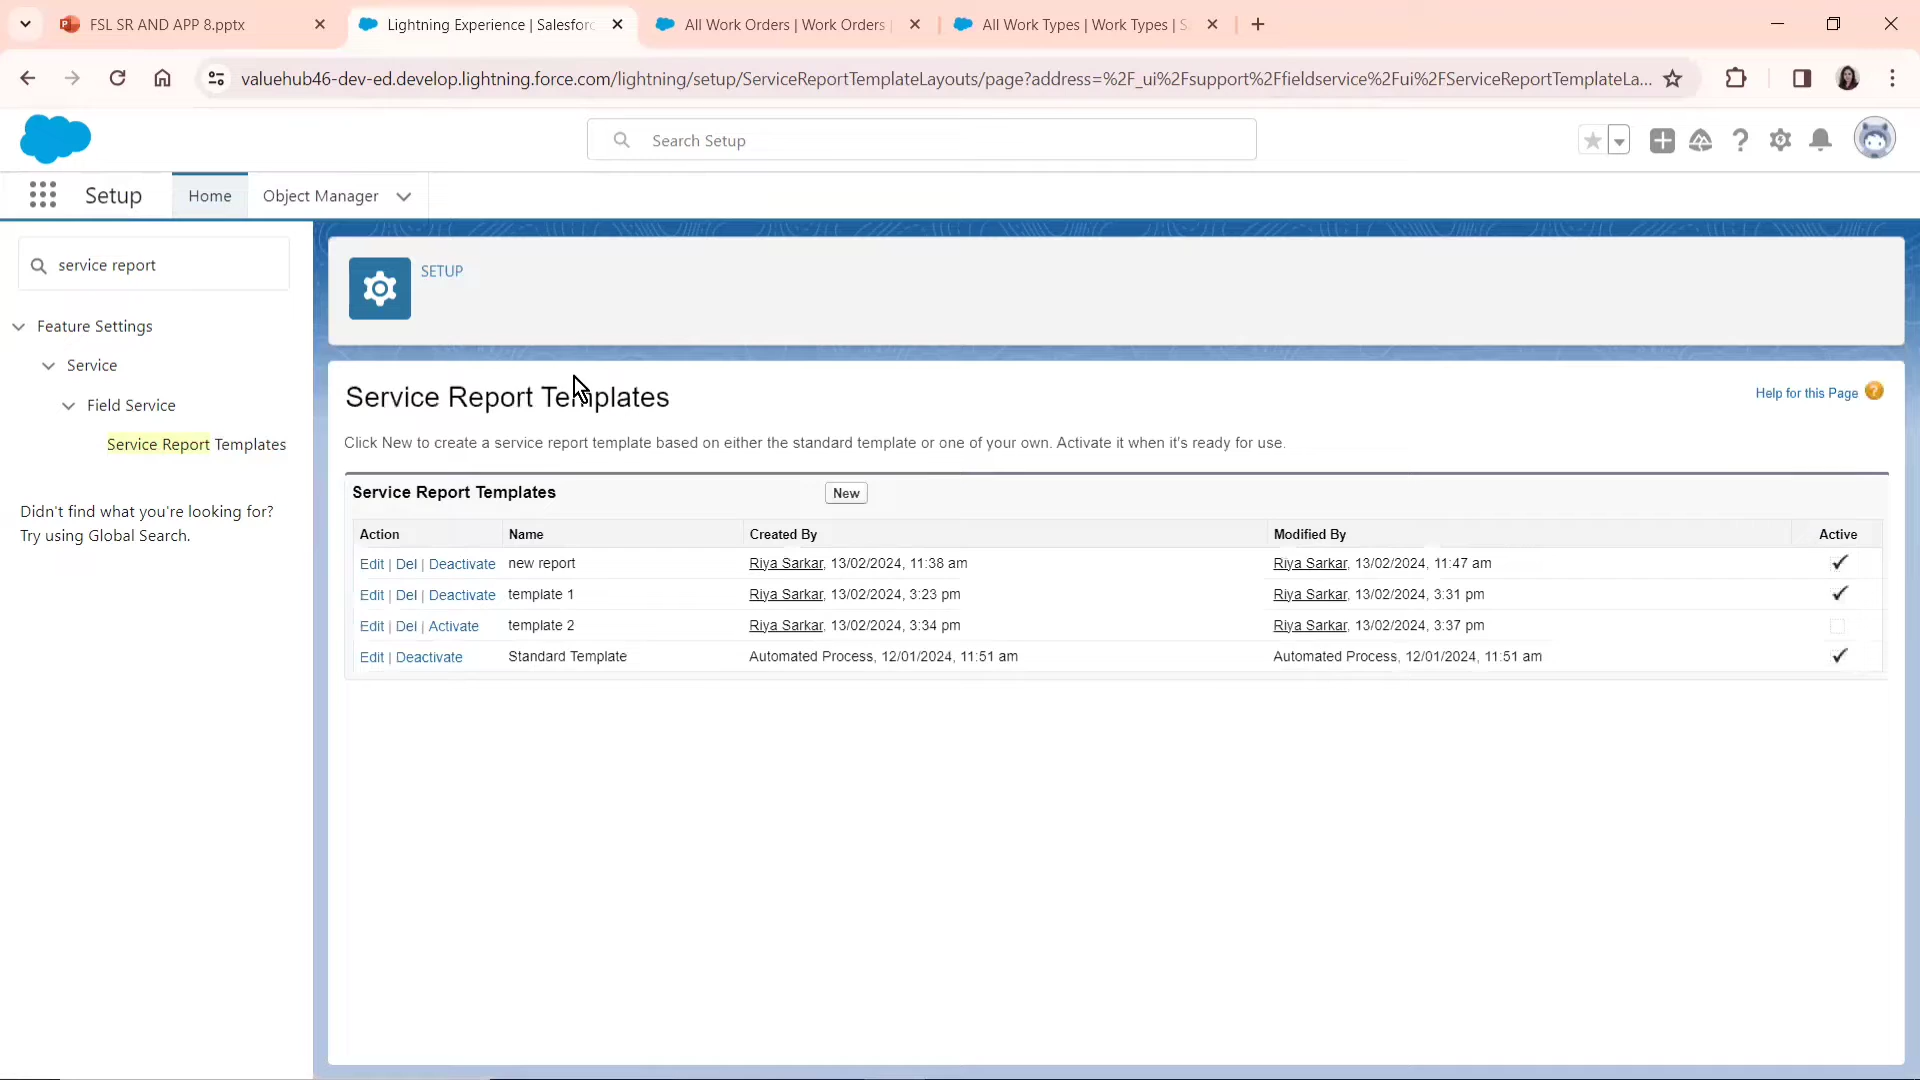 FSL SR AND APP 8.pptx
Lightning Experience | Salesforc
All Work Orders | Work Orders |
All Work Types | Work Types | S
valuehub46-dev-ed.develop.lightning.force.com/lightning/setup/ServiceReportTemplateLayouts/page?address=%2F_ui%2Fsupport%2Ffieldservice%2Fui%2FServiceReportTemplateLa...
Search Setup
Setup
Home
Object Manager
service report
Feature Settings
Service
Field Service
Service Report Templates
Didn't find what you're looking for?
Try using Global Search.
SETUP
Service Report Templates
Help for this Page ?
Click New to create a service report template based on either the standard template or one of your own. Activate it when it's ready for use.
Service Report Templates New
Action Name Created By Modified By Active
Edit | Del | Deactivate new report Riya Sarkar, 13/02/2024, 11:38 am Riya Sarkar, 13/02/2024, 11:47 am
Edit | Del | Deactivate template 1 Riya Sarkar, 13/02/2024, 3:23 pm Riya Sarkar, 13/02/2024, 3:31 pm
Edit | Del | Activate template 2 Riya Sarkar, 13/02/2024, 3:34 pm Riya Sarkar, 13/02/2024, 3:37 pm
Edit | Deactivate Standard Template Automated Process, 12/01/2024, 11:51 am Automated Process, 12/01/2024, 11:51 am